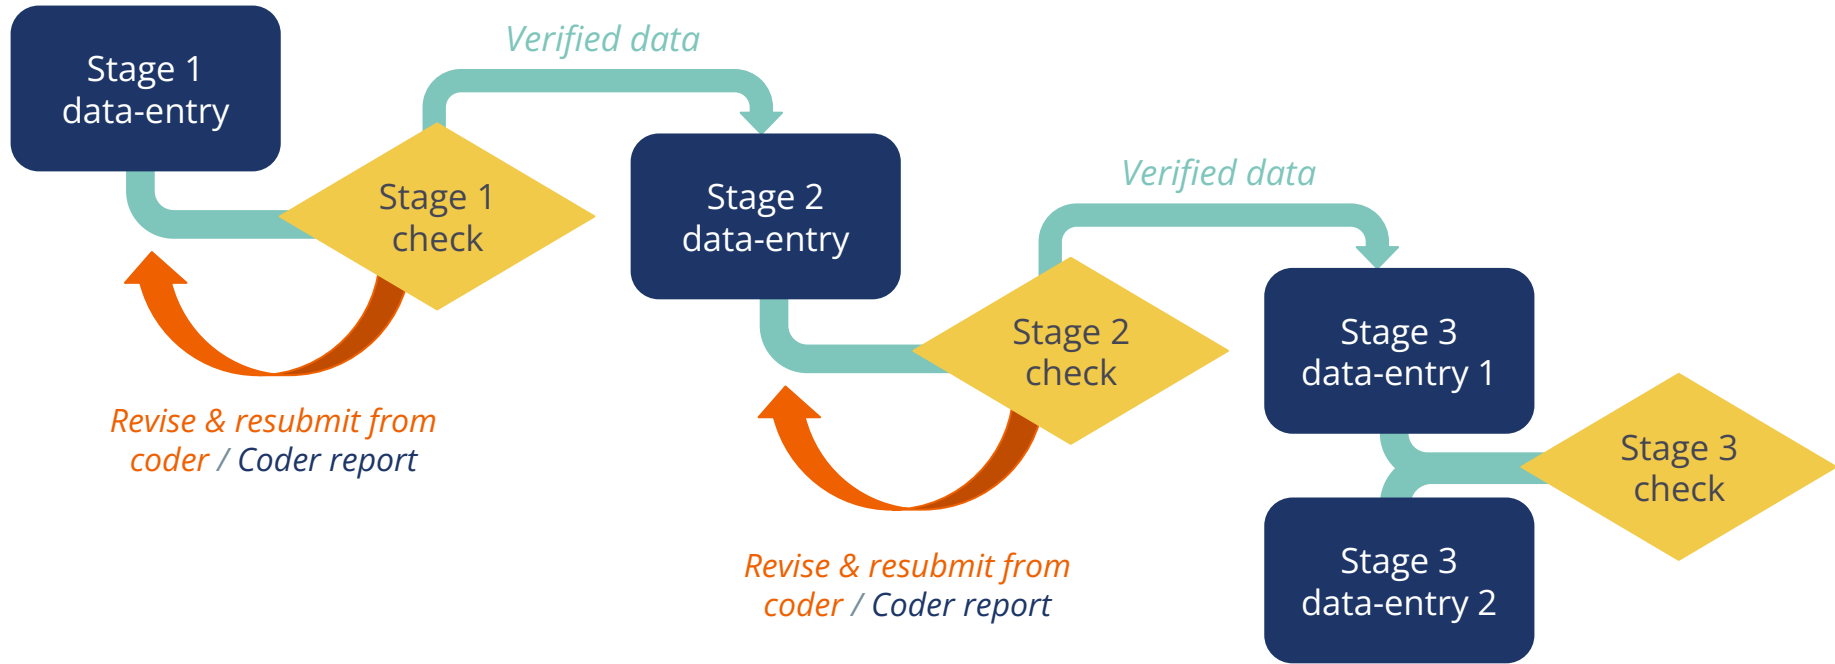 Stage 1
data-entry
Verified data
Stage 1
check
Revise & resubmit from
coder / Coder report
Stage 2
data-entry
Verified data
Stage 2
check
Revise & resubmit from
coder / Coder report
Stage 3
data-entry 1
Stage 3
check
Stage 3
data-entry 2